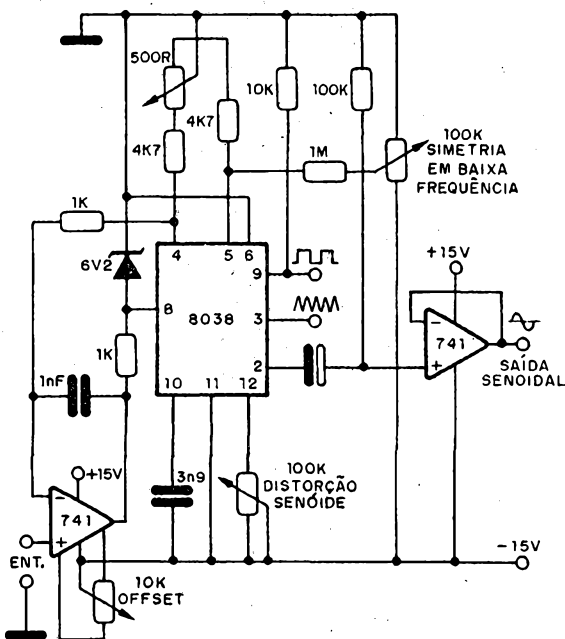 500R
10K
100K
4K7
4K7
1M
100K
SIMETRIA
EM BAIXA
FREQUÊNCIA
1K
6V2
4
5
6
8
9
3
2
8038
10
11
12
+15V
-
741
+
SAÍDA
SENOIDAL
1K
1nF
3n9
100K
DISTORÇÃO
SENÓIDE
+15V
-
741
+
ENT.
10K
OFFSET
-15V